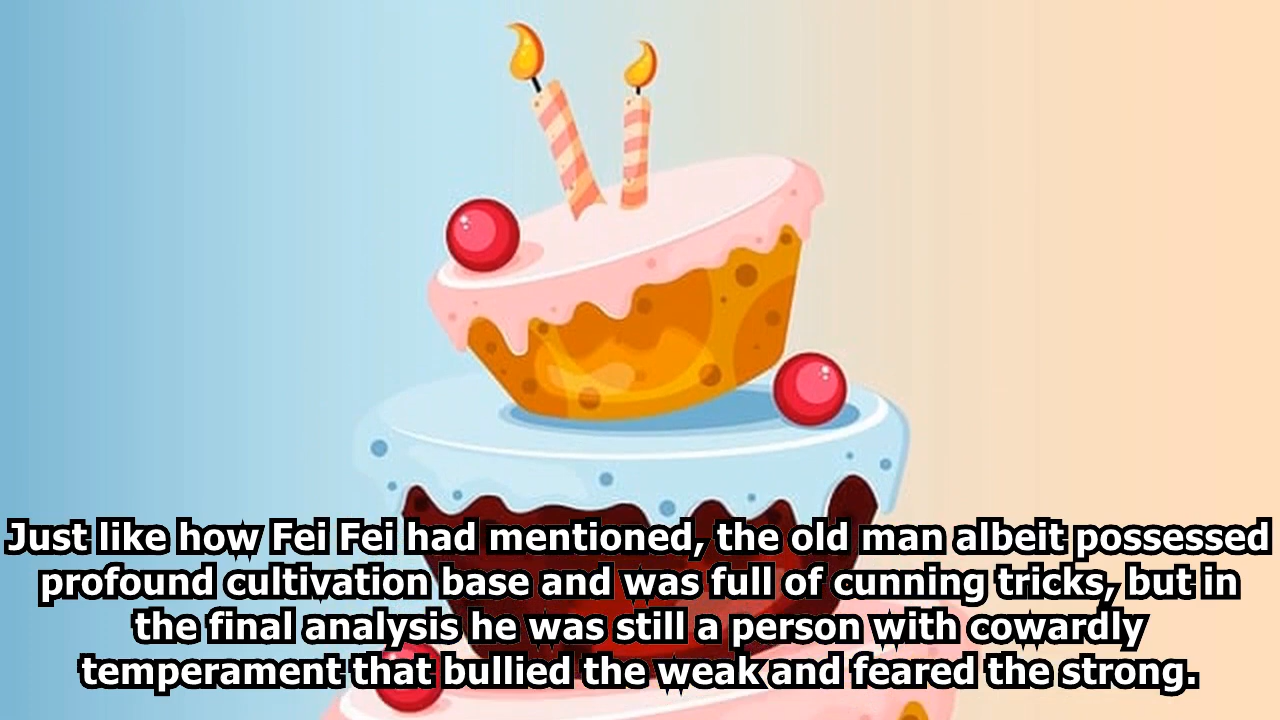 Just like how Fei Fei had mentioned, the old man albeit possessed
profound cultivation base and was full of cunning tricks, but in
the final analysis he was still a person with cowardly
temperament that bullied the weak and feared the strong.